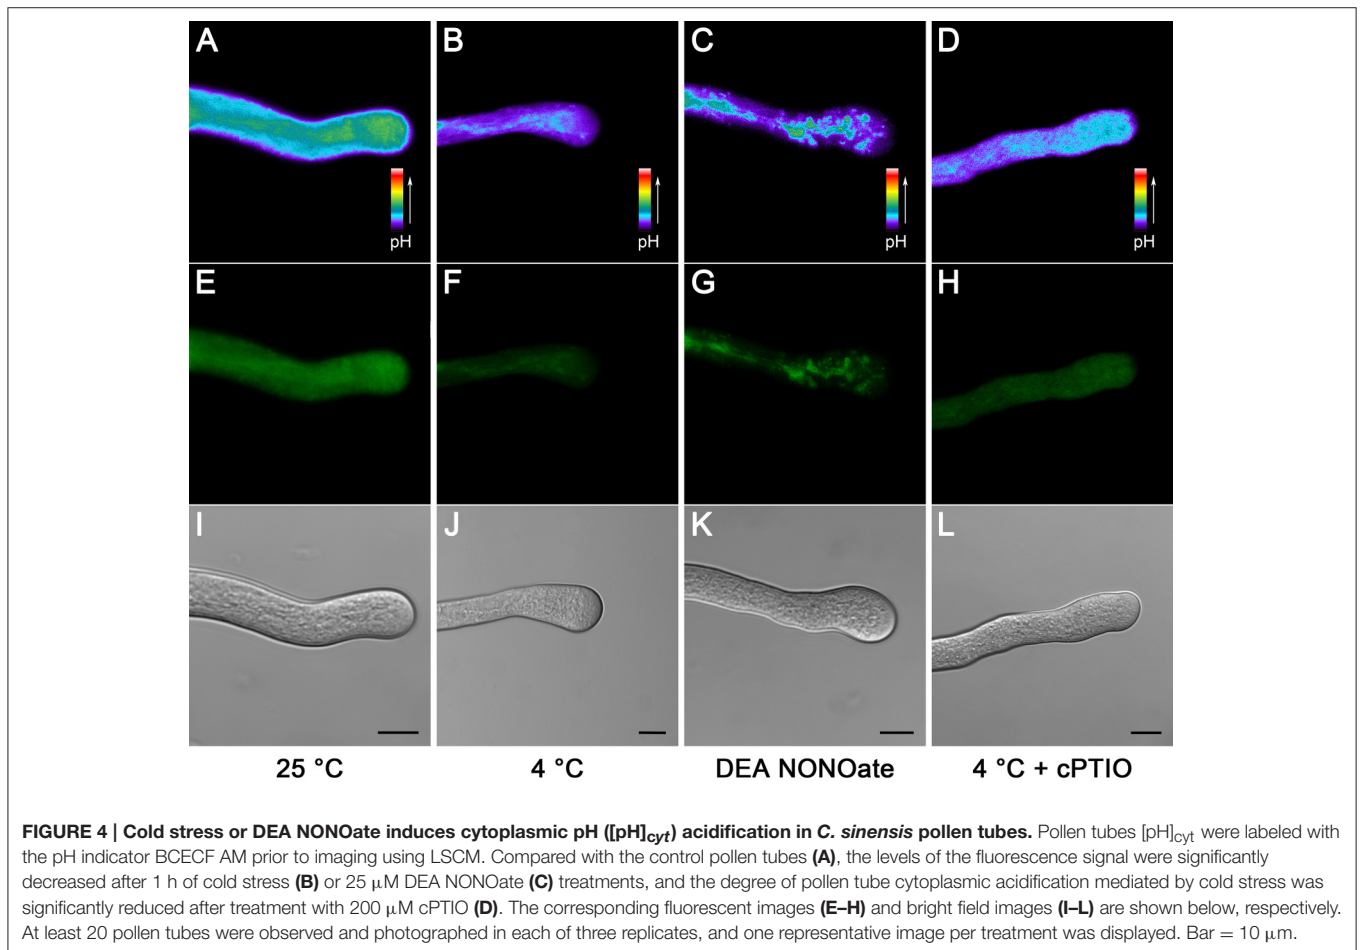 A B C D
pH pH pH pH
E F G H
I J K L
25 °C 4 °C DEA NONOate 4 °C + cPTIO
FIGURE 4 | Cold stress or DEA NONOate induces cytoplasmic pH ([pH]cyt) acidification in C. sinensis pollen tubes. Pollen tubes [pH]cyt were labeled with
the pH indicator BCECF AM prior to imaging using LSCM. Compared with the control pollen tubes (A), the levels of the fluorescence signal were significantly
decreased after 1 h of cold stress (B) or 25 μM DEA NONOate (C) treatments, and the degree of pollen tube cytoplasmic acidification mediated by cold stress was
significantly reduced after treatment with 200 μM cPTIO (D). The corresponding fluorescent images (E–H) and bright field images (I–L) are shown below, respectively.
At least 20 pollen tubes were observed and photographed in each of three replicates, and one representative image per treatment was displayed. Bar = 10 μm.